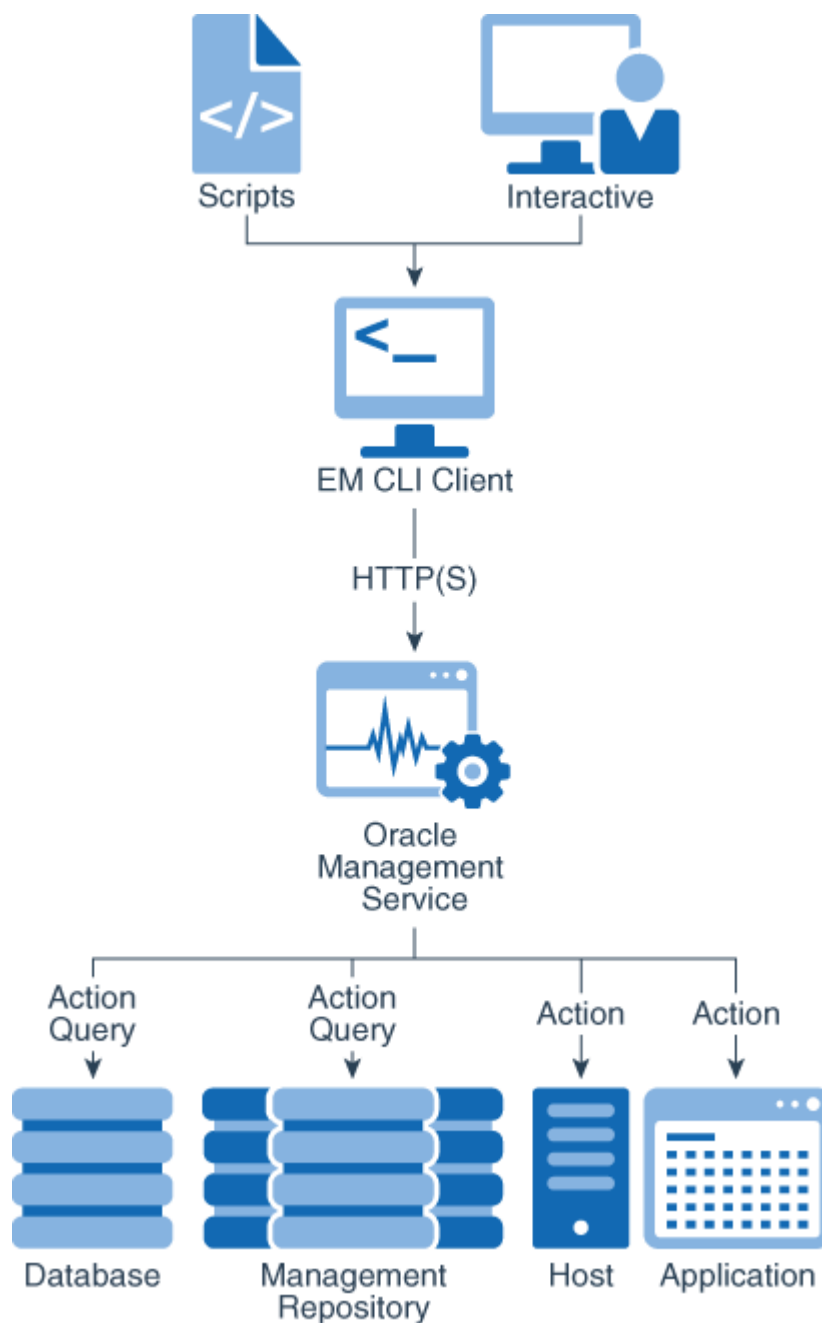 </>
Scripts
Interactive
<_
EM CLI Client
HTTP(S)
Oracle
Management
Service
Action
Query
Action
Query
Action
Action
Database
Management
Repository
Host
Application